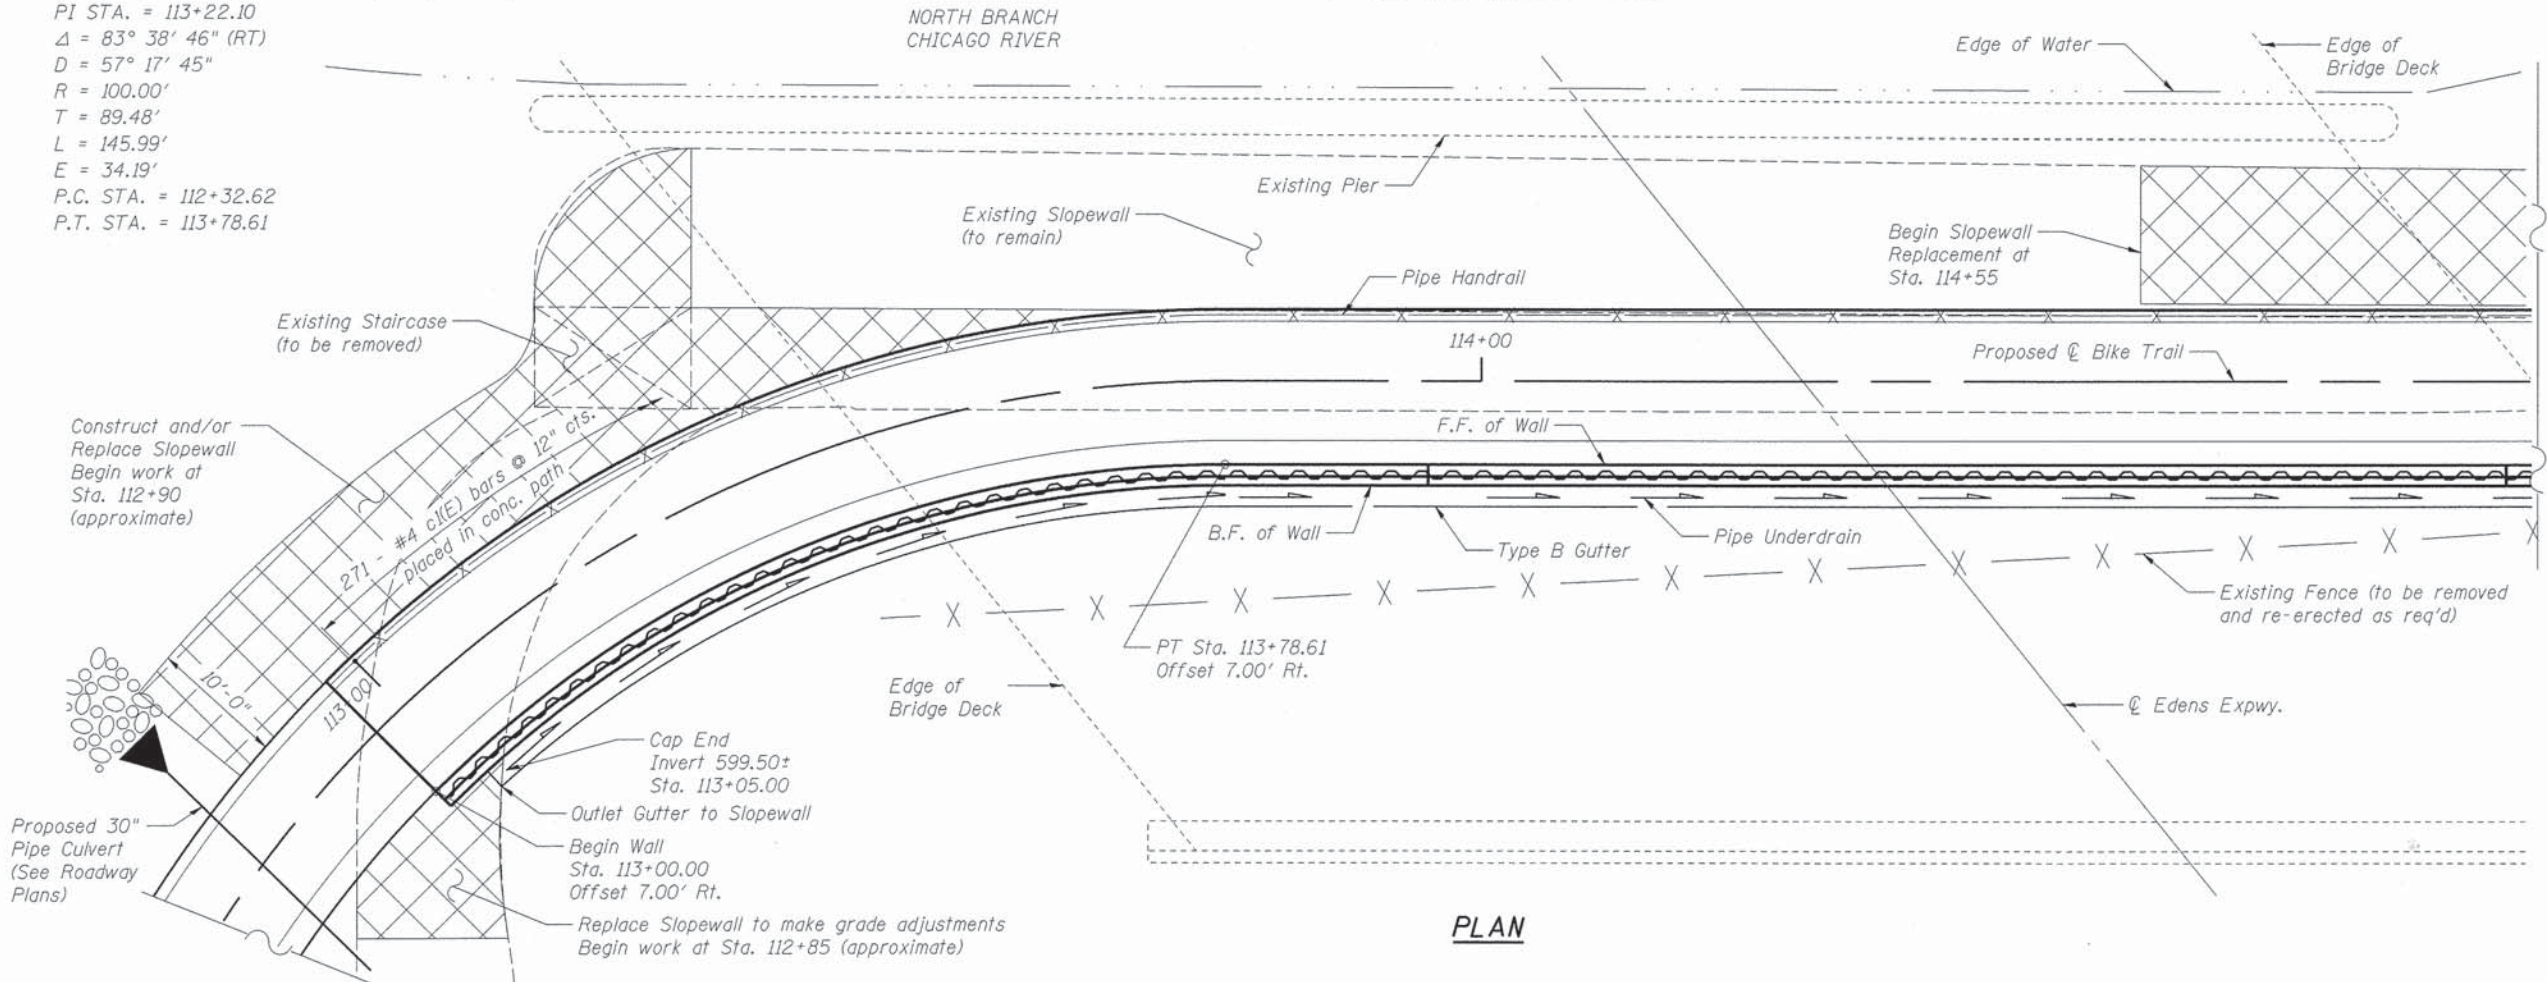 PI STA. = 113+22.10
Δ = 83° 38' 46" (RT)
D = 57° 17' 45"
R = 100.00'
T = 89.48'
L = 145.99'
E = 34.19'
P.C. STA. = 112+32.62
P.T. STA. = 113+78.61
NORTH BRANCH
CHICAGO RIVER
Edge of Water
Edge of
Bridge Deck
Existing Pier
Existing Slopewall
(to remain)
Begin Slopewall
Replacement at
Sta. 114+55
Pipe Handrail
Existing Staircase
(to be removed)
114+00
Proposed ℄ Bike Trail
Construct and/or
Replace Slopewall
Begin work at
Sta. 112+90
(approximate)
271 - #4 c1(E) bars @ 12" cts.
placed in conc. path
F.F. of Wall
B.F. of Wall
Type B Gutter
Pipe Underdrain
Existing Fence (to be removed
and re-erected as req'd)
PT Sta. 113+78.61
Offset 7.00' Rt.
10'-0"
113+00
Edge of
Bridge Deck
℄ Edens Expwy.
Cap End
Invert 599.50±
Sta. 113+05.00
Outlet Gutter to Slopewall
Proposed 30"
Pipe Culvert
(See Roadway
Plans)
Begin Wall
Sta. 113+00.00
Offset 7.00' Rt.
Replace Slopewall to make grade adjustments
Begin work at Sta. 112+85 (approximate)
PLAN